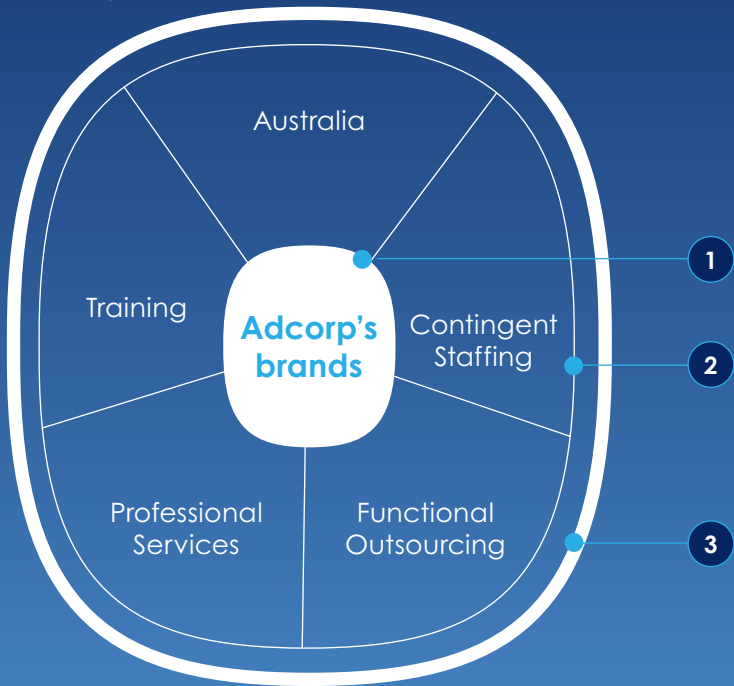 Australia
Training
Adcorp's
brands
Contingent
Staffing
Professional
Services
Functional
Outsourcing
1
2
3